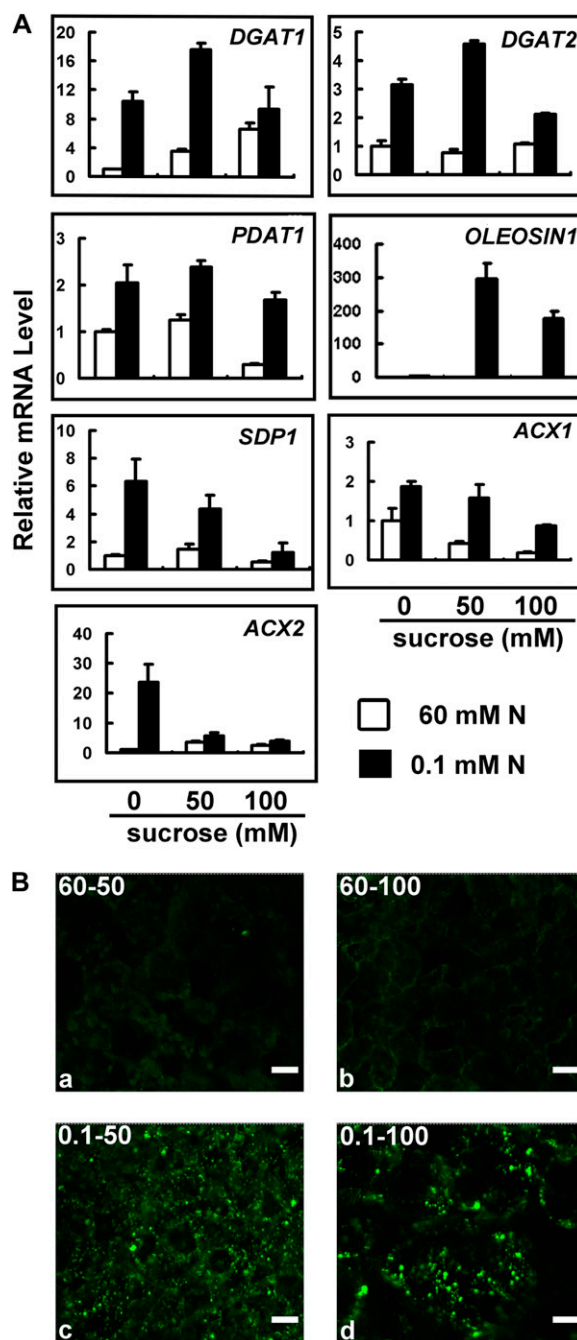 A
DGAT1
20
16
12
8
4
0
DGAT2
5
4
3
2
1
0
PDAT1
3
2
1
0
OLEOSIN1
400
300
200
100
0
SDP1
10
8
6
4
2
0
ACX1
2
1
0
0 50 100
sucrose (mM)
ACX2
40
30
20
10
0
0 50 100
sucrose (mM)
Relative mRNA Level
60 mM N
0.1 mM N
B
60-50
a
60-100
b
0.1-50
c
0.1-100
d